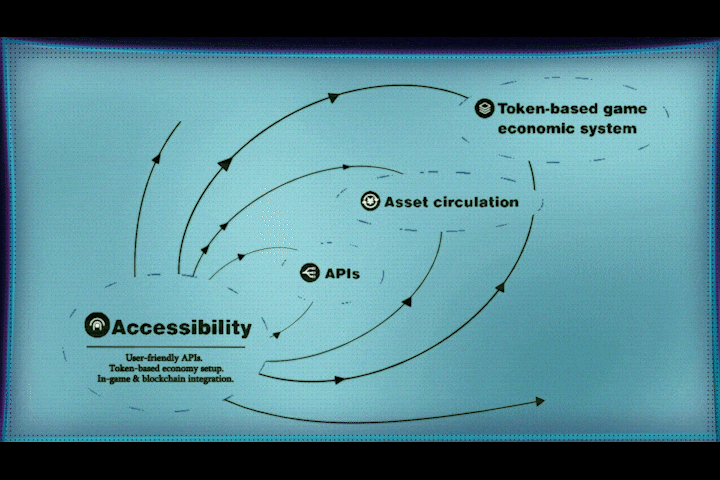 Token-based game
economic system
Asset circulation
APIs
Accessibility
User-friendly APIs.
Token-based economy setup.
In-game & blockchain integration.